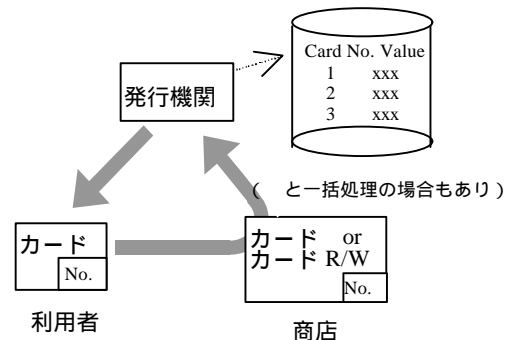 Card No. Value
1 xxx
2 xxx
3 xxx
発行機関
( と一括処理の場合もあり)
カード
No.
カード or
カード R/W
No.
利用者
商店